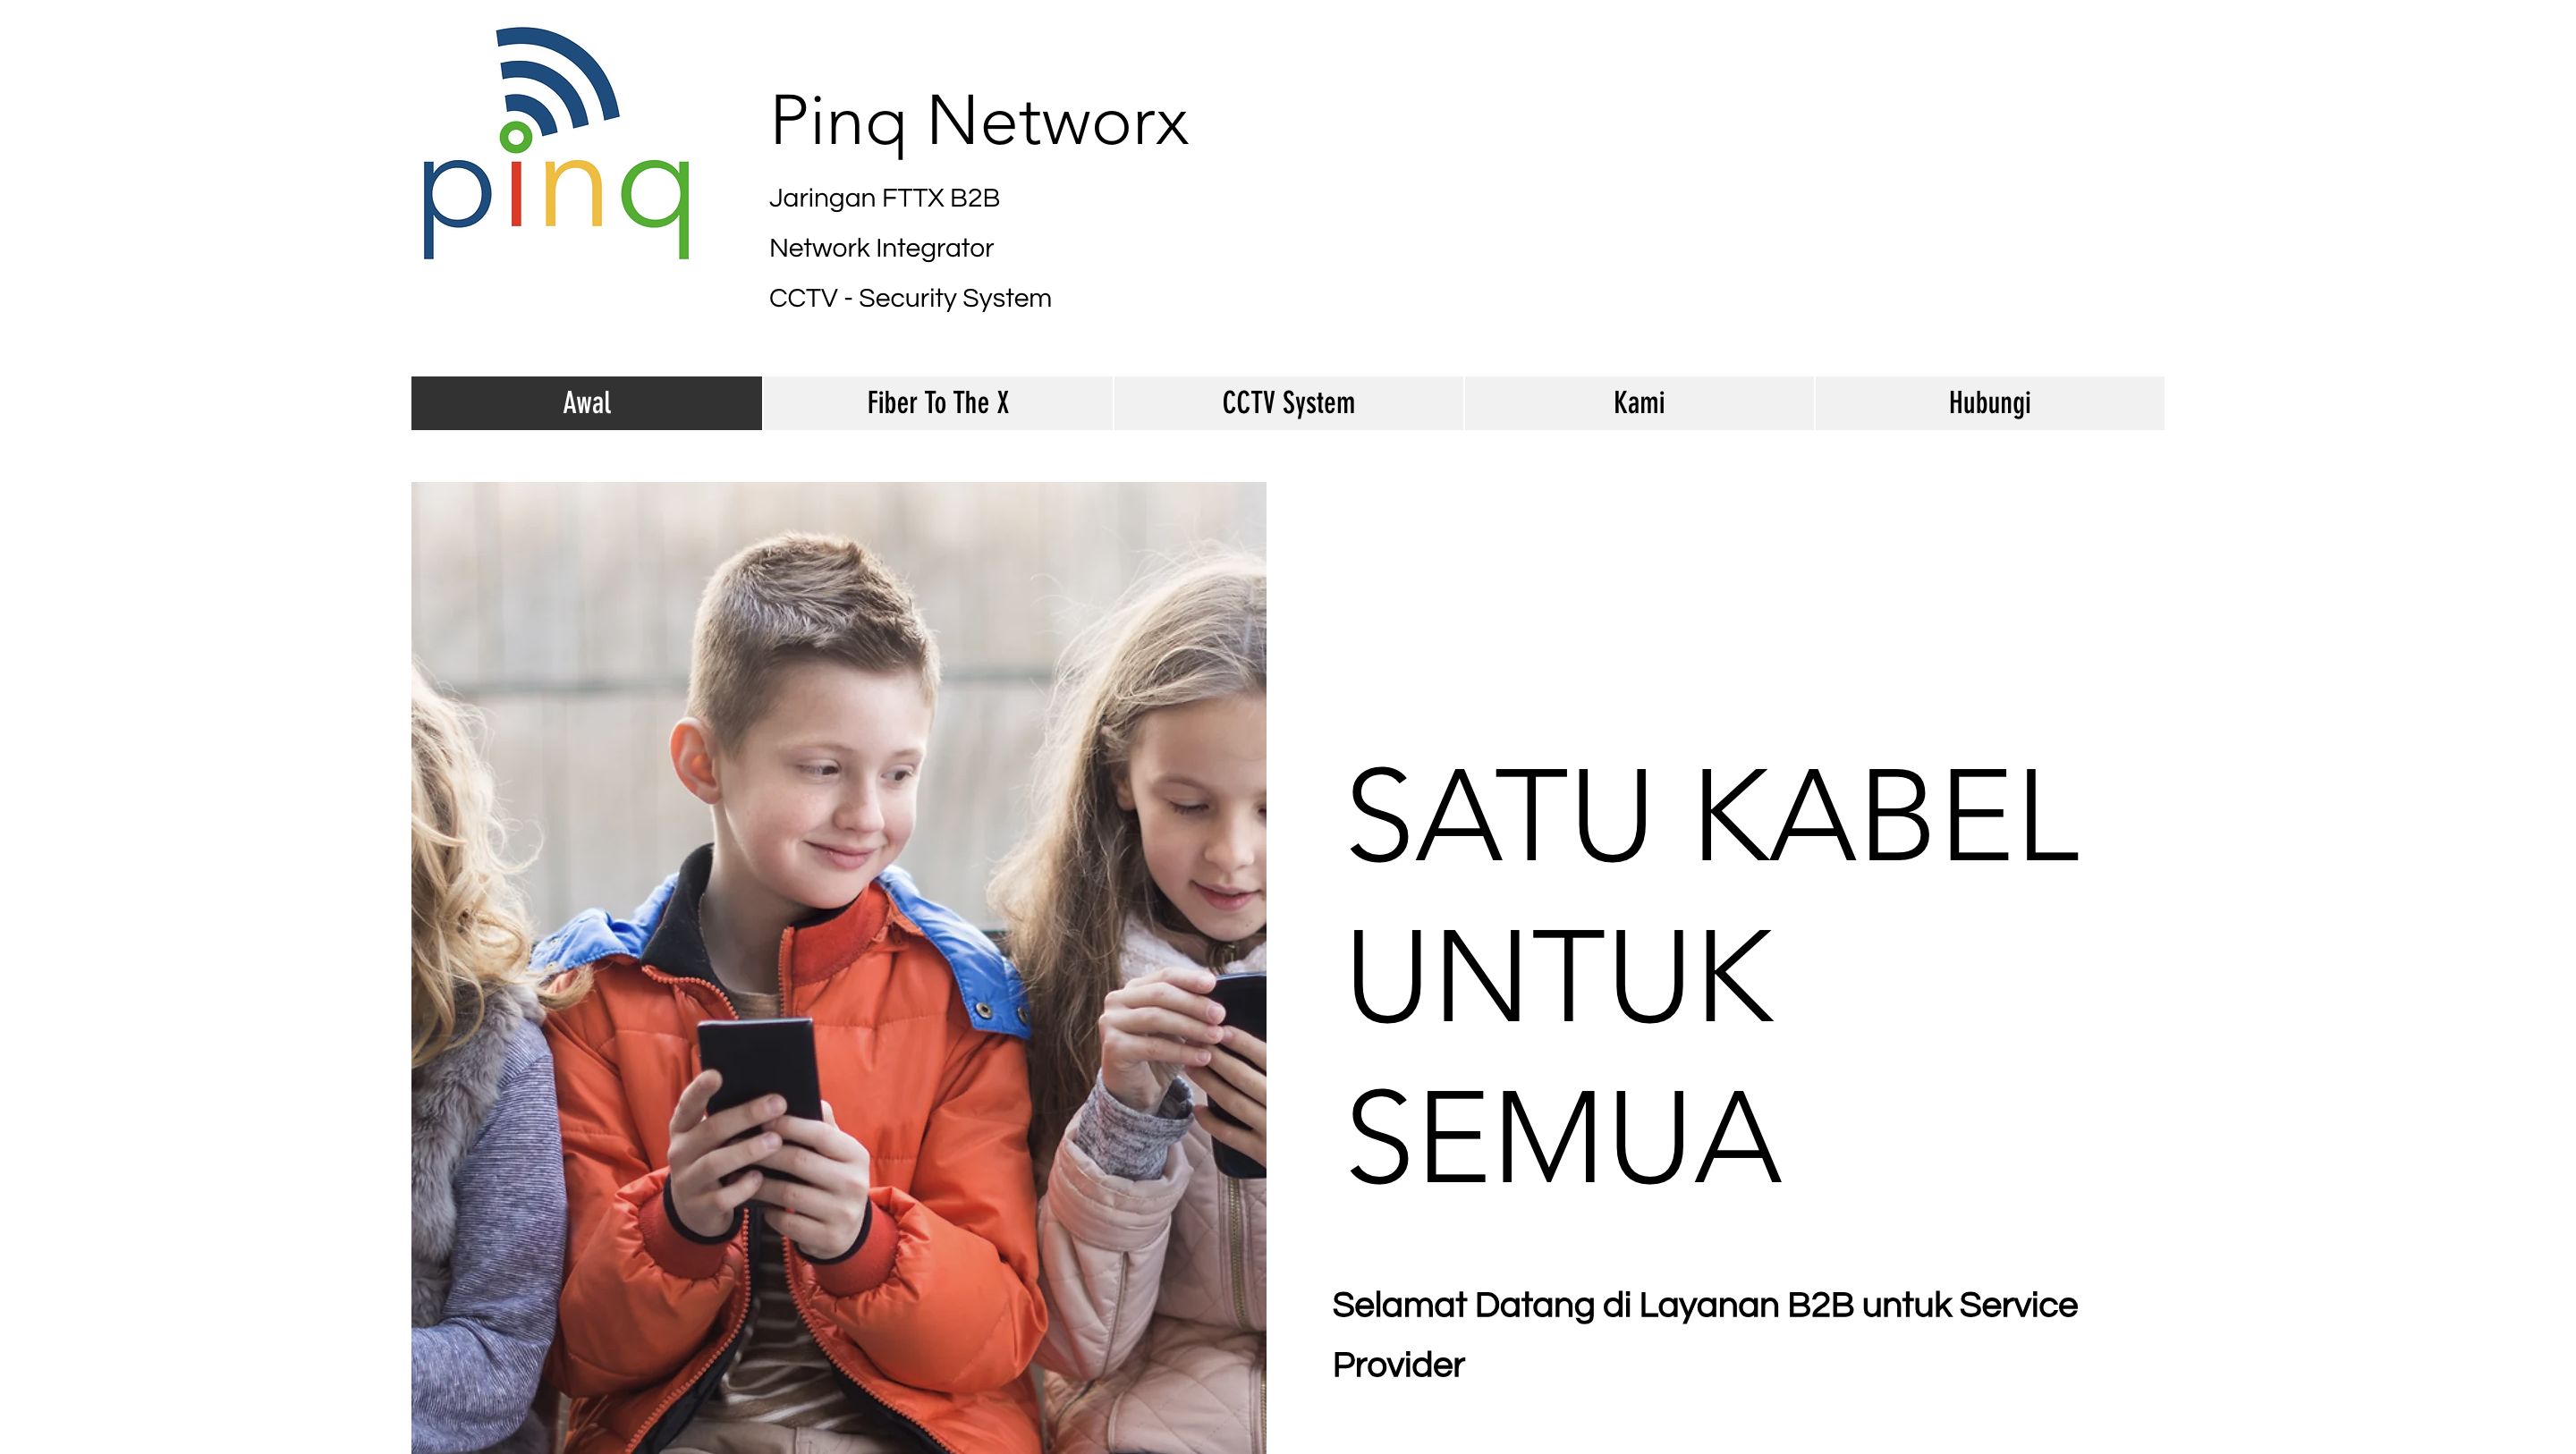 pinq
Pinq Networx
Jaringan FTTX B2B
Network Integrator
CCTV - Security System
Awal
Fiber To The X
CCTV System
Kami
Hubungi
SATU KABEL
UNTUK
SEMUA
Selamat Datang di Layanan B2B untuk Service
Provider